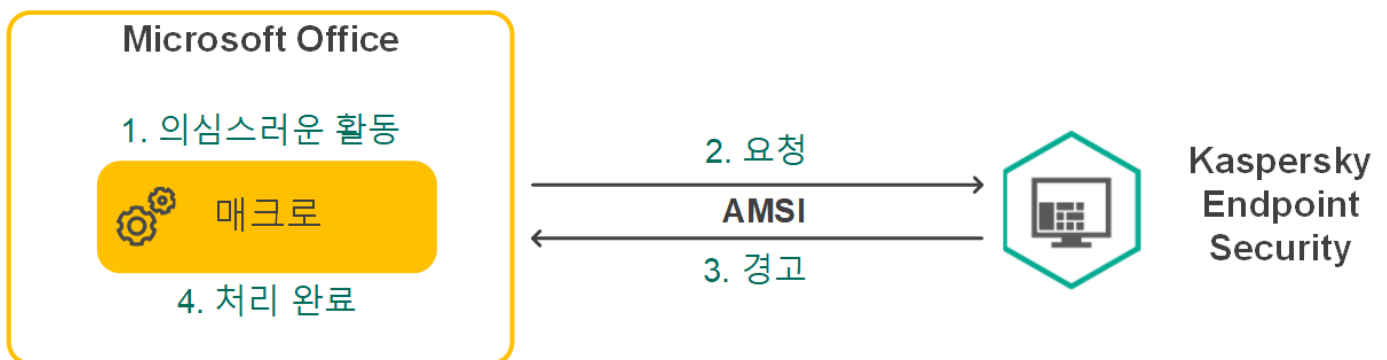 Microsoft Office
1. 의심스러운 활동
매크로
4. 처리 완료
2. 요청
AMSI
3. 경고
Kaspersky
Endpoint
Security